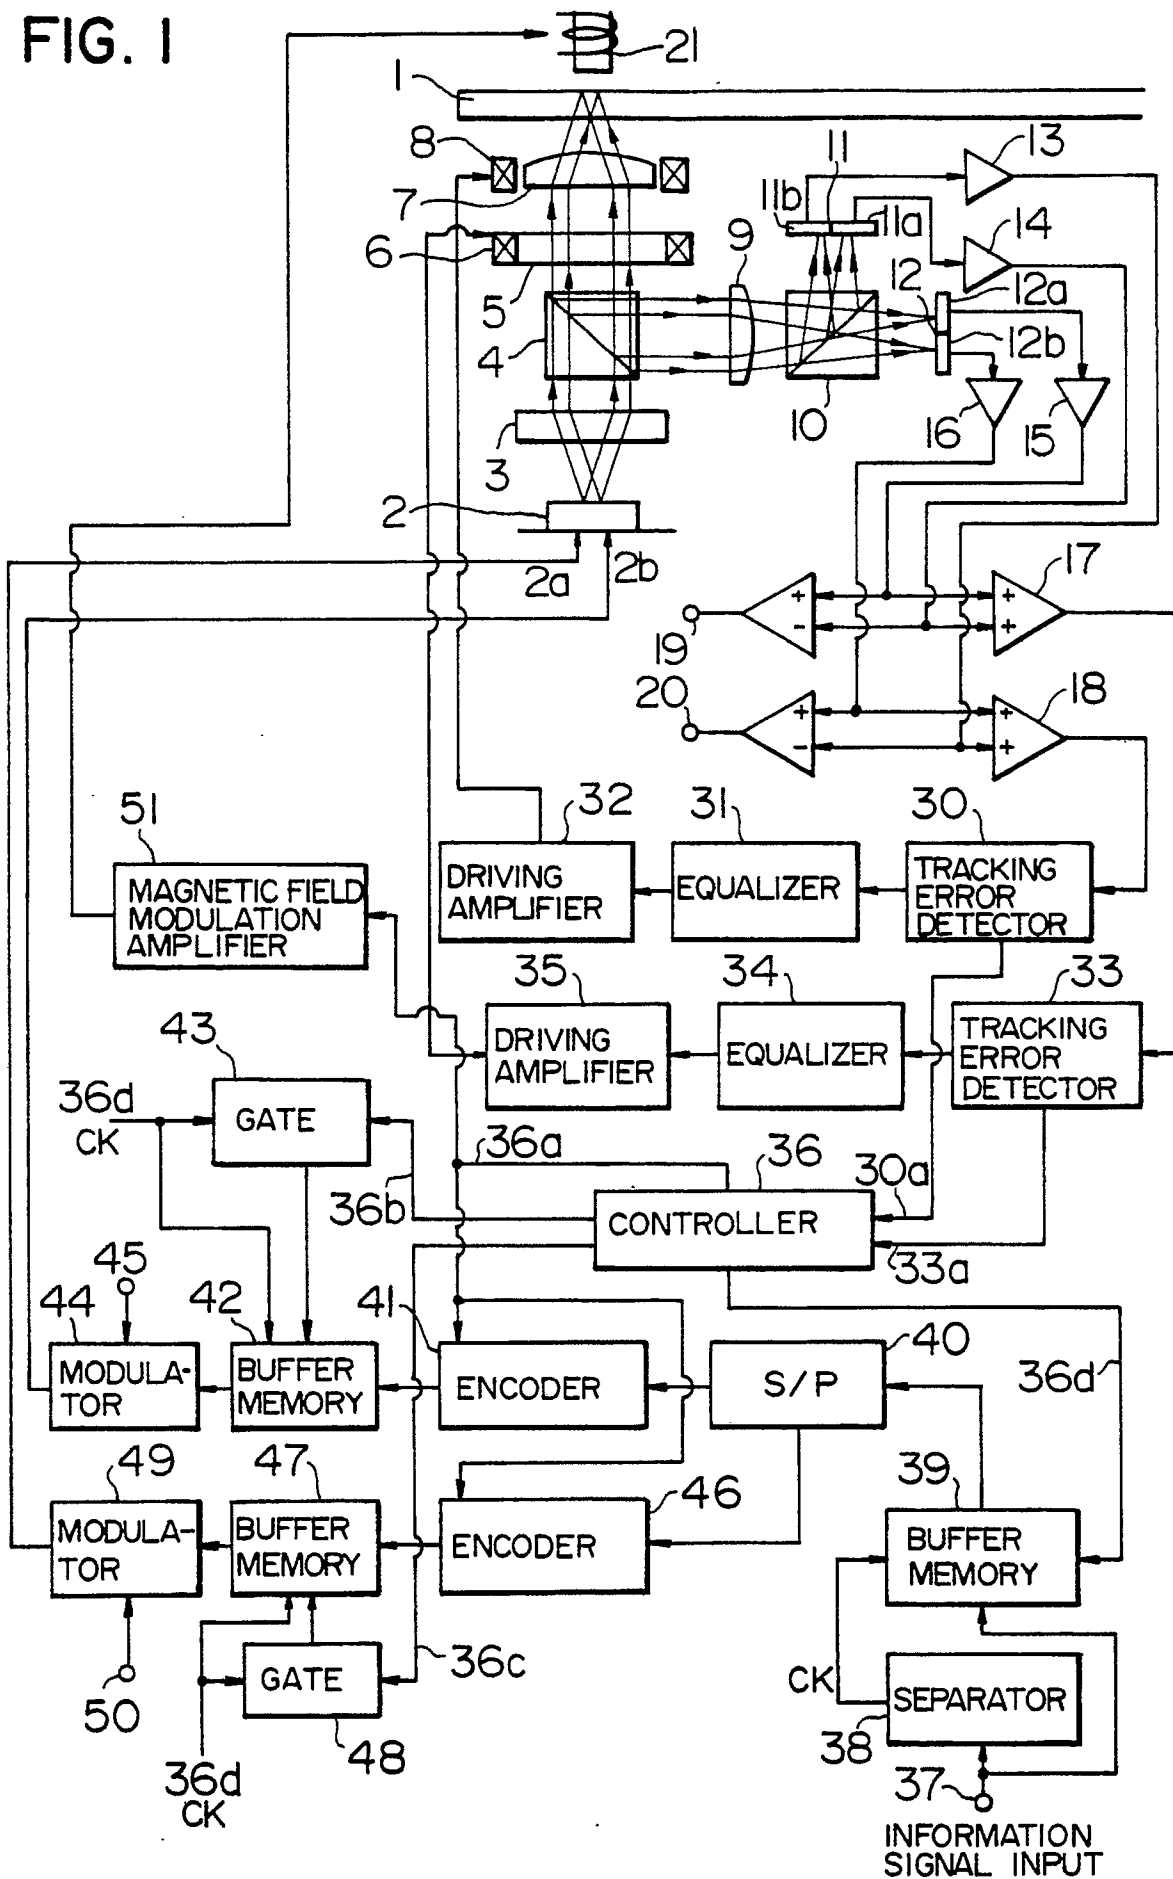 FIG. 1
21
1
8
7
6
5
4
3
2
2a
2b
9
11
11b
11a
13
14
12
12a
12b
10
16
15
17
+
-
+
+
19
20
18
+
-
+
+
51
MAGNETIC FIELD
MODULATION
AMPLIFIER
32
DRIVING
AMPLIFIER
31
EQUALIZER
30
TRACKING
ERROR
DETECTOR
35
DRIVING
AMPLIFIER
34
EQUALIZER
33
TRACKING
ERROR
DETECTOR
43
GATE
36d
CK
36a
36b
36
CONTROLLER
30a
33a
45
44
MODULA-
TOR
42
BUFFER
MEMORY
41
ENCODER
40
S/P
36d
49
MODULA-
TOR
47
BUFFER
MEMORY
46
ENCODER
39
BUFFER
MEMORY
50
GATE
48
36c
36d
CK
CK
SEPARATOR
38
37
INFORMATION
SIGNAL INPUT